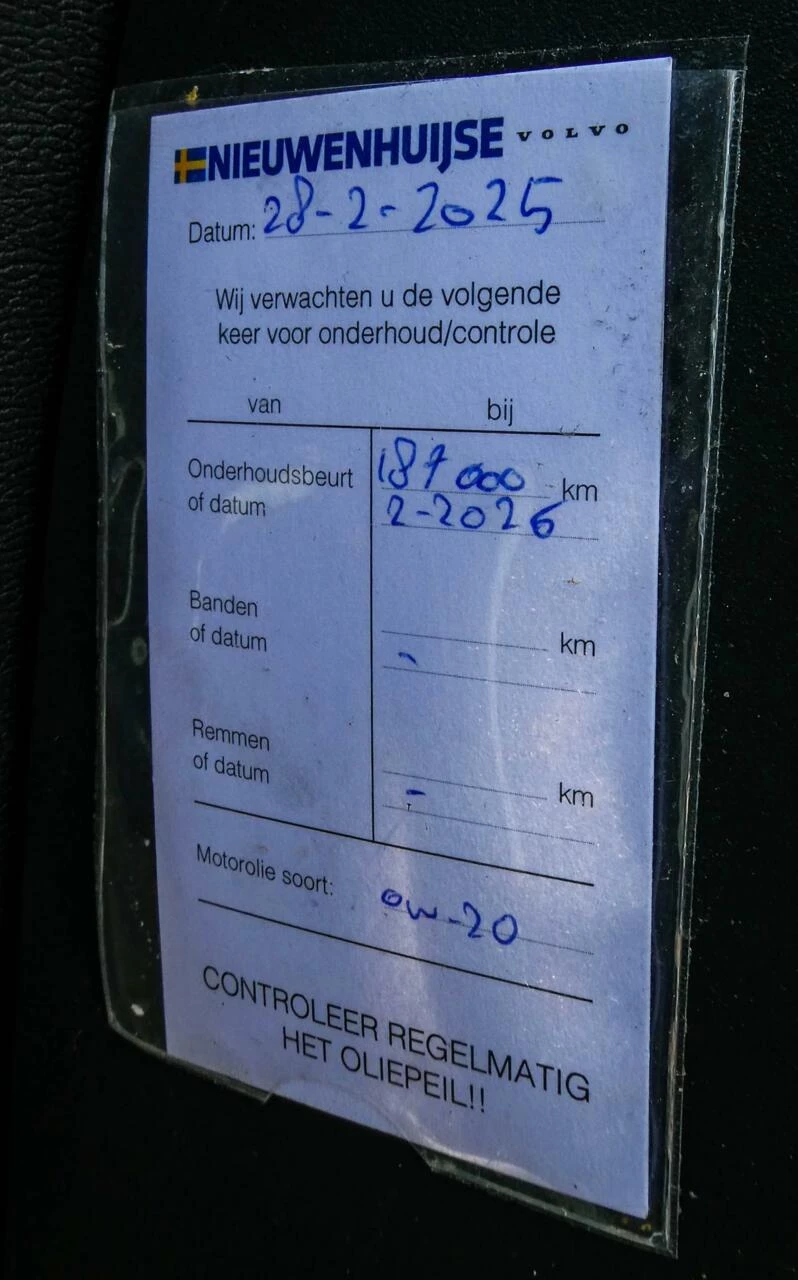 NIEUWENHUIJSE VOLVO
Datum: 28-2-2025
Wij verwachten u de volgende
keer voor onderhoud/controle
van bij
Onderhoudsbeurt 187 000 km
of datum 2-2026
Banden km
of datum -
Remmen km
of datum -
Motorolie soort: 0w-20
CONTROLEER REGELMATIG
HET OLIEPEIL!!